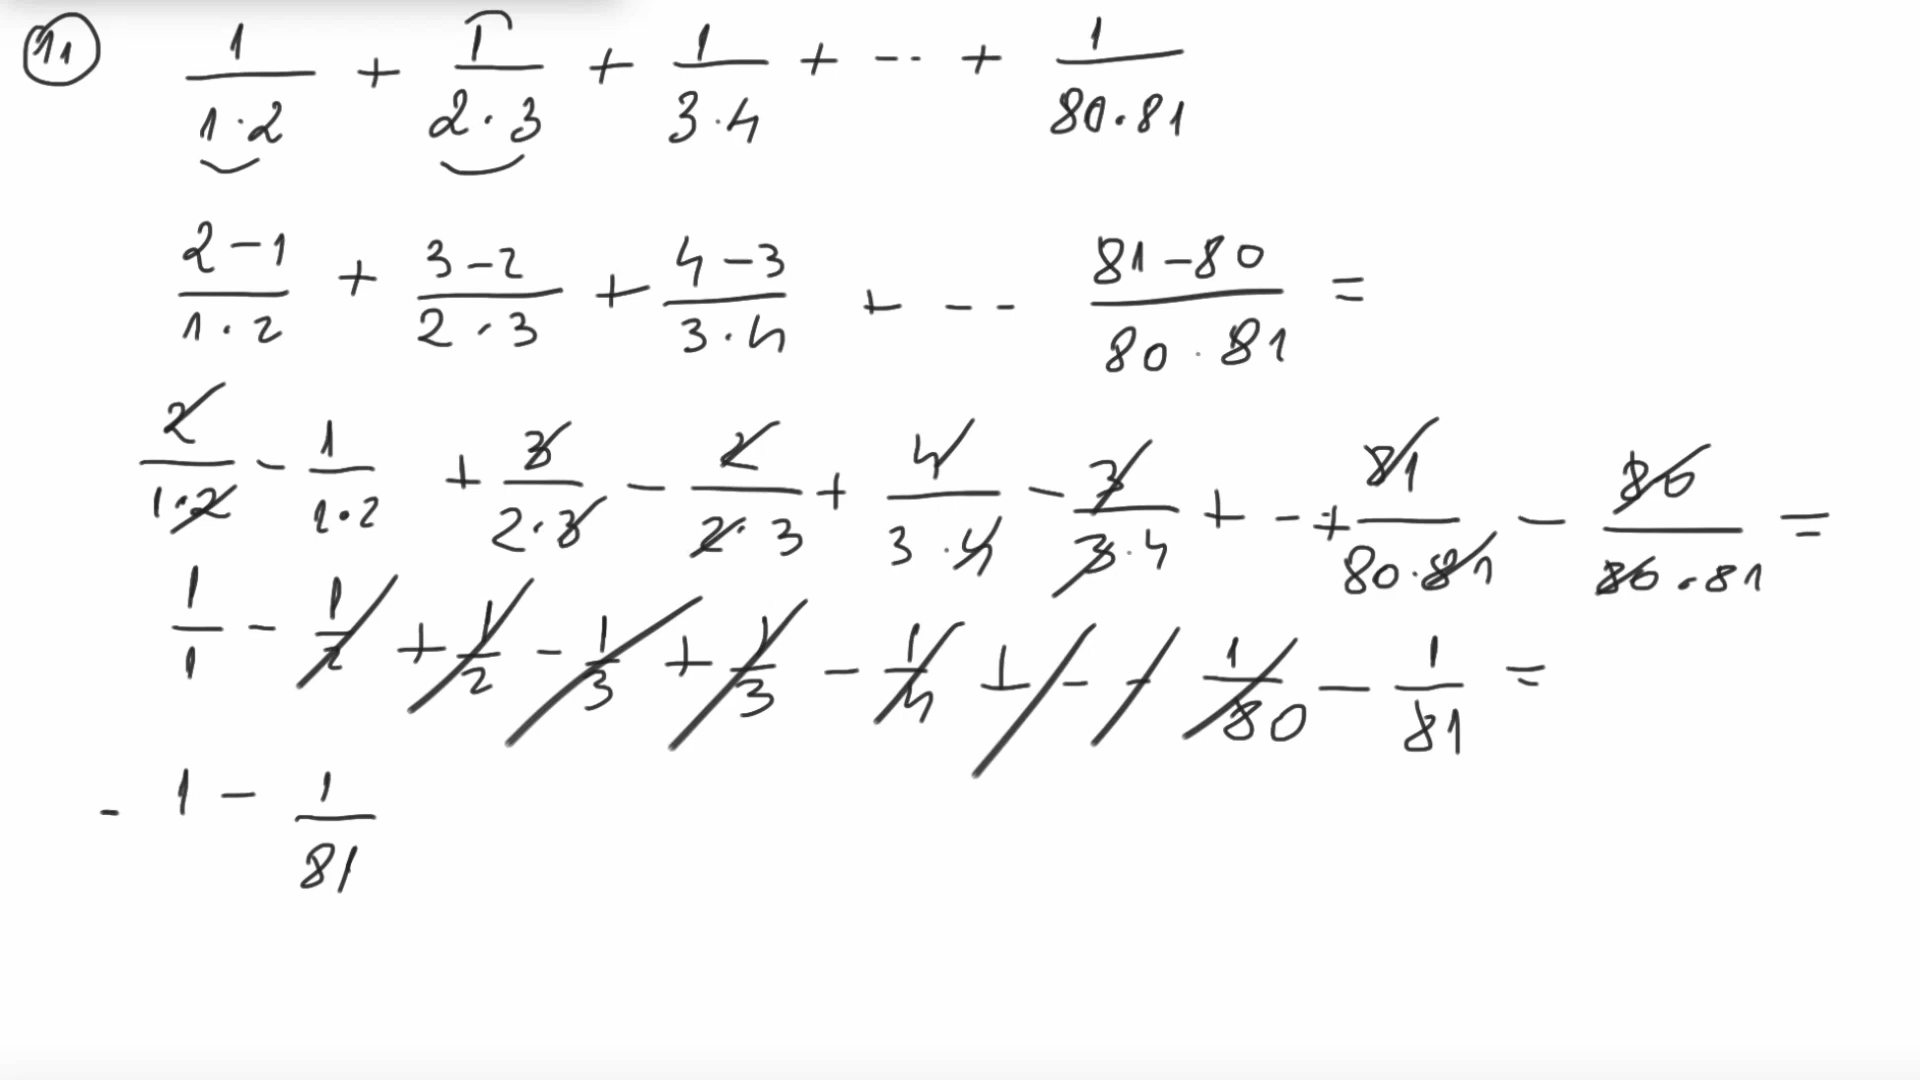 11 1/(1·2) + 1/(2·3) + 1/(3·4) + -·· + 1/(80·81)
(2-1)/(1·2) + (3-2)/(2·3) + (4-3)/(3·4) + -- (81-80)/(80·81) =
2/(1·2) - 1/(1·2) + 3/(2·3) - 2/(2·3) + 4/(3·4) - 3/(3·4) + -- + 81/(80·81) - 80/(80·81) =
1/1 - 1/2 + 1/2 - 1/3 + 1/3 - 1/4 + -- 1/80 - 1/81 =
- 1 - 1/81